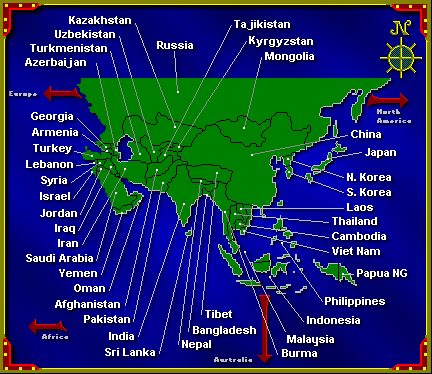 Kazakhstan
Uzbekistan
Turkmenistan
Azerbaijan
Russia
Tajikistan
Kyrgyzstan
Mongolia
N
Europe
North
America
Georgia
Armenia
Turkey
Lebanon
Syria
Israel
Jordan
Iraq
Iran
Saudi Arabia
Yemen
Oman
Afghanistan
Pakistan
India
Sri Lanka
China
Japan
N. Korea
S. Korea
Laos
Thailand
Cambodia
Viet Nam
Papua NG
Philippines
Indonesia
Malaysia
Burma
Tibet
Bangladesh
Nepal
Africa
Australia